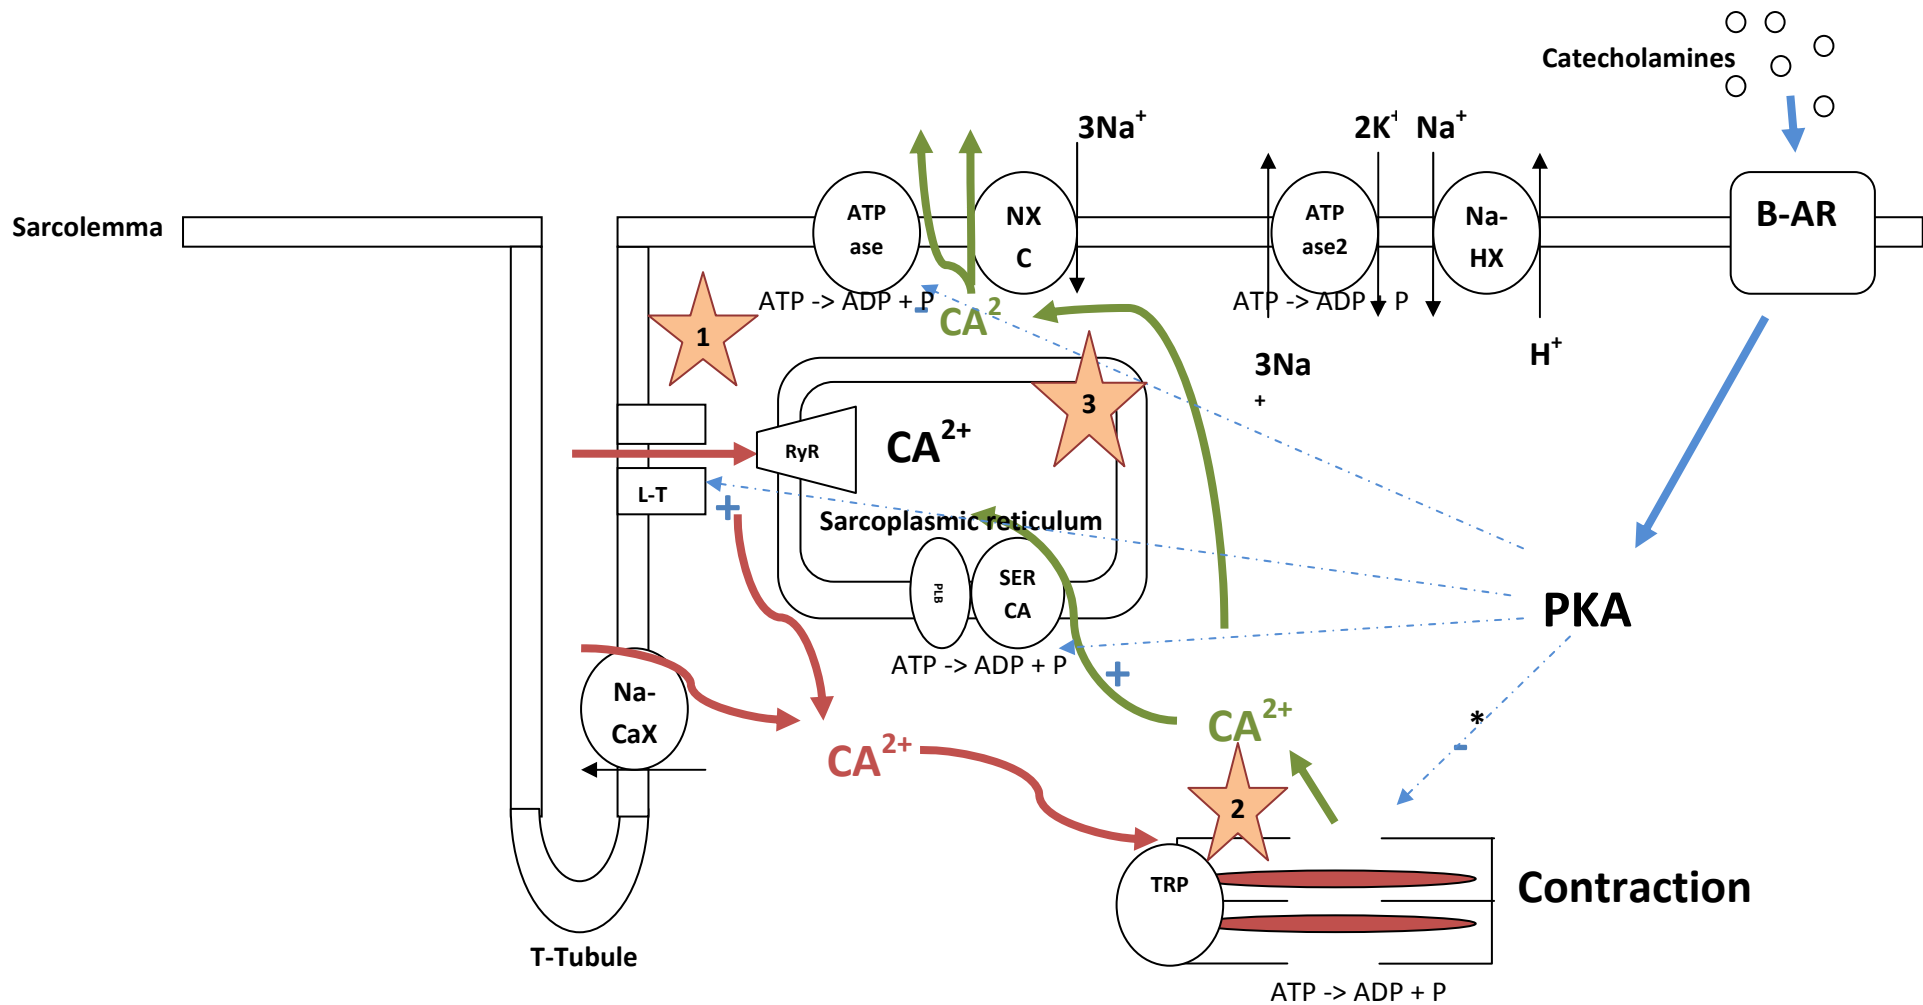 Catecholamines
3Na+
2K+
Na+
Sarcolemma
ATP
ase
NX
C
ATP
ase2
Na-
HX
B-AR
ATP -> ADP + P
ATP -> ADP + P
-
CA2
1
H+
3Na
+
3
RyR
CA2+
L-T
+
Sarcoplasmic reticulum
PLB
SER
CA
PKA
ATP -> ADP + P
+
Na-
CaX
CA2+
*
-
CA2+
2
TRP
Contraction
T-Tubule
ATP -> ADP + P